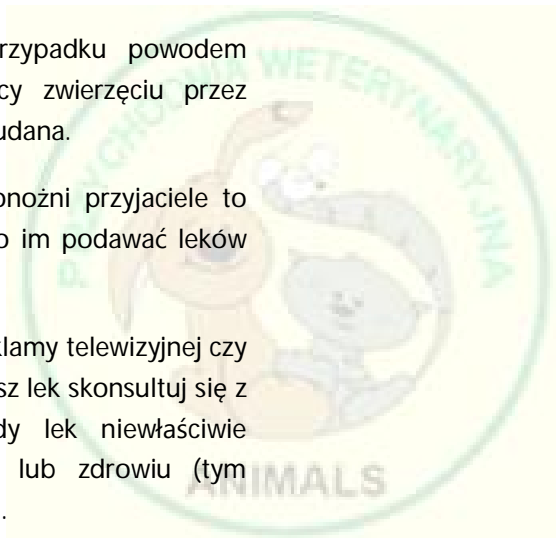 rzypadku powodem
cy zwierzęciu przez
udana.
onożni przyjaciele to
o im podawać leków
klamy telewizyjnej czy
sz lek skonsultuj się z
dy lek niewłaściwie
lub zdrowiu (tym
.
PRZYCHODNIA WETERYNARYJNA
ANIMALS